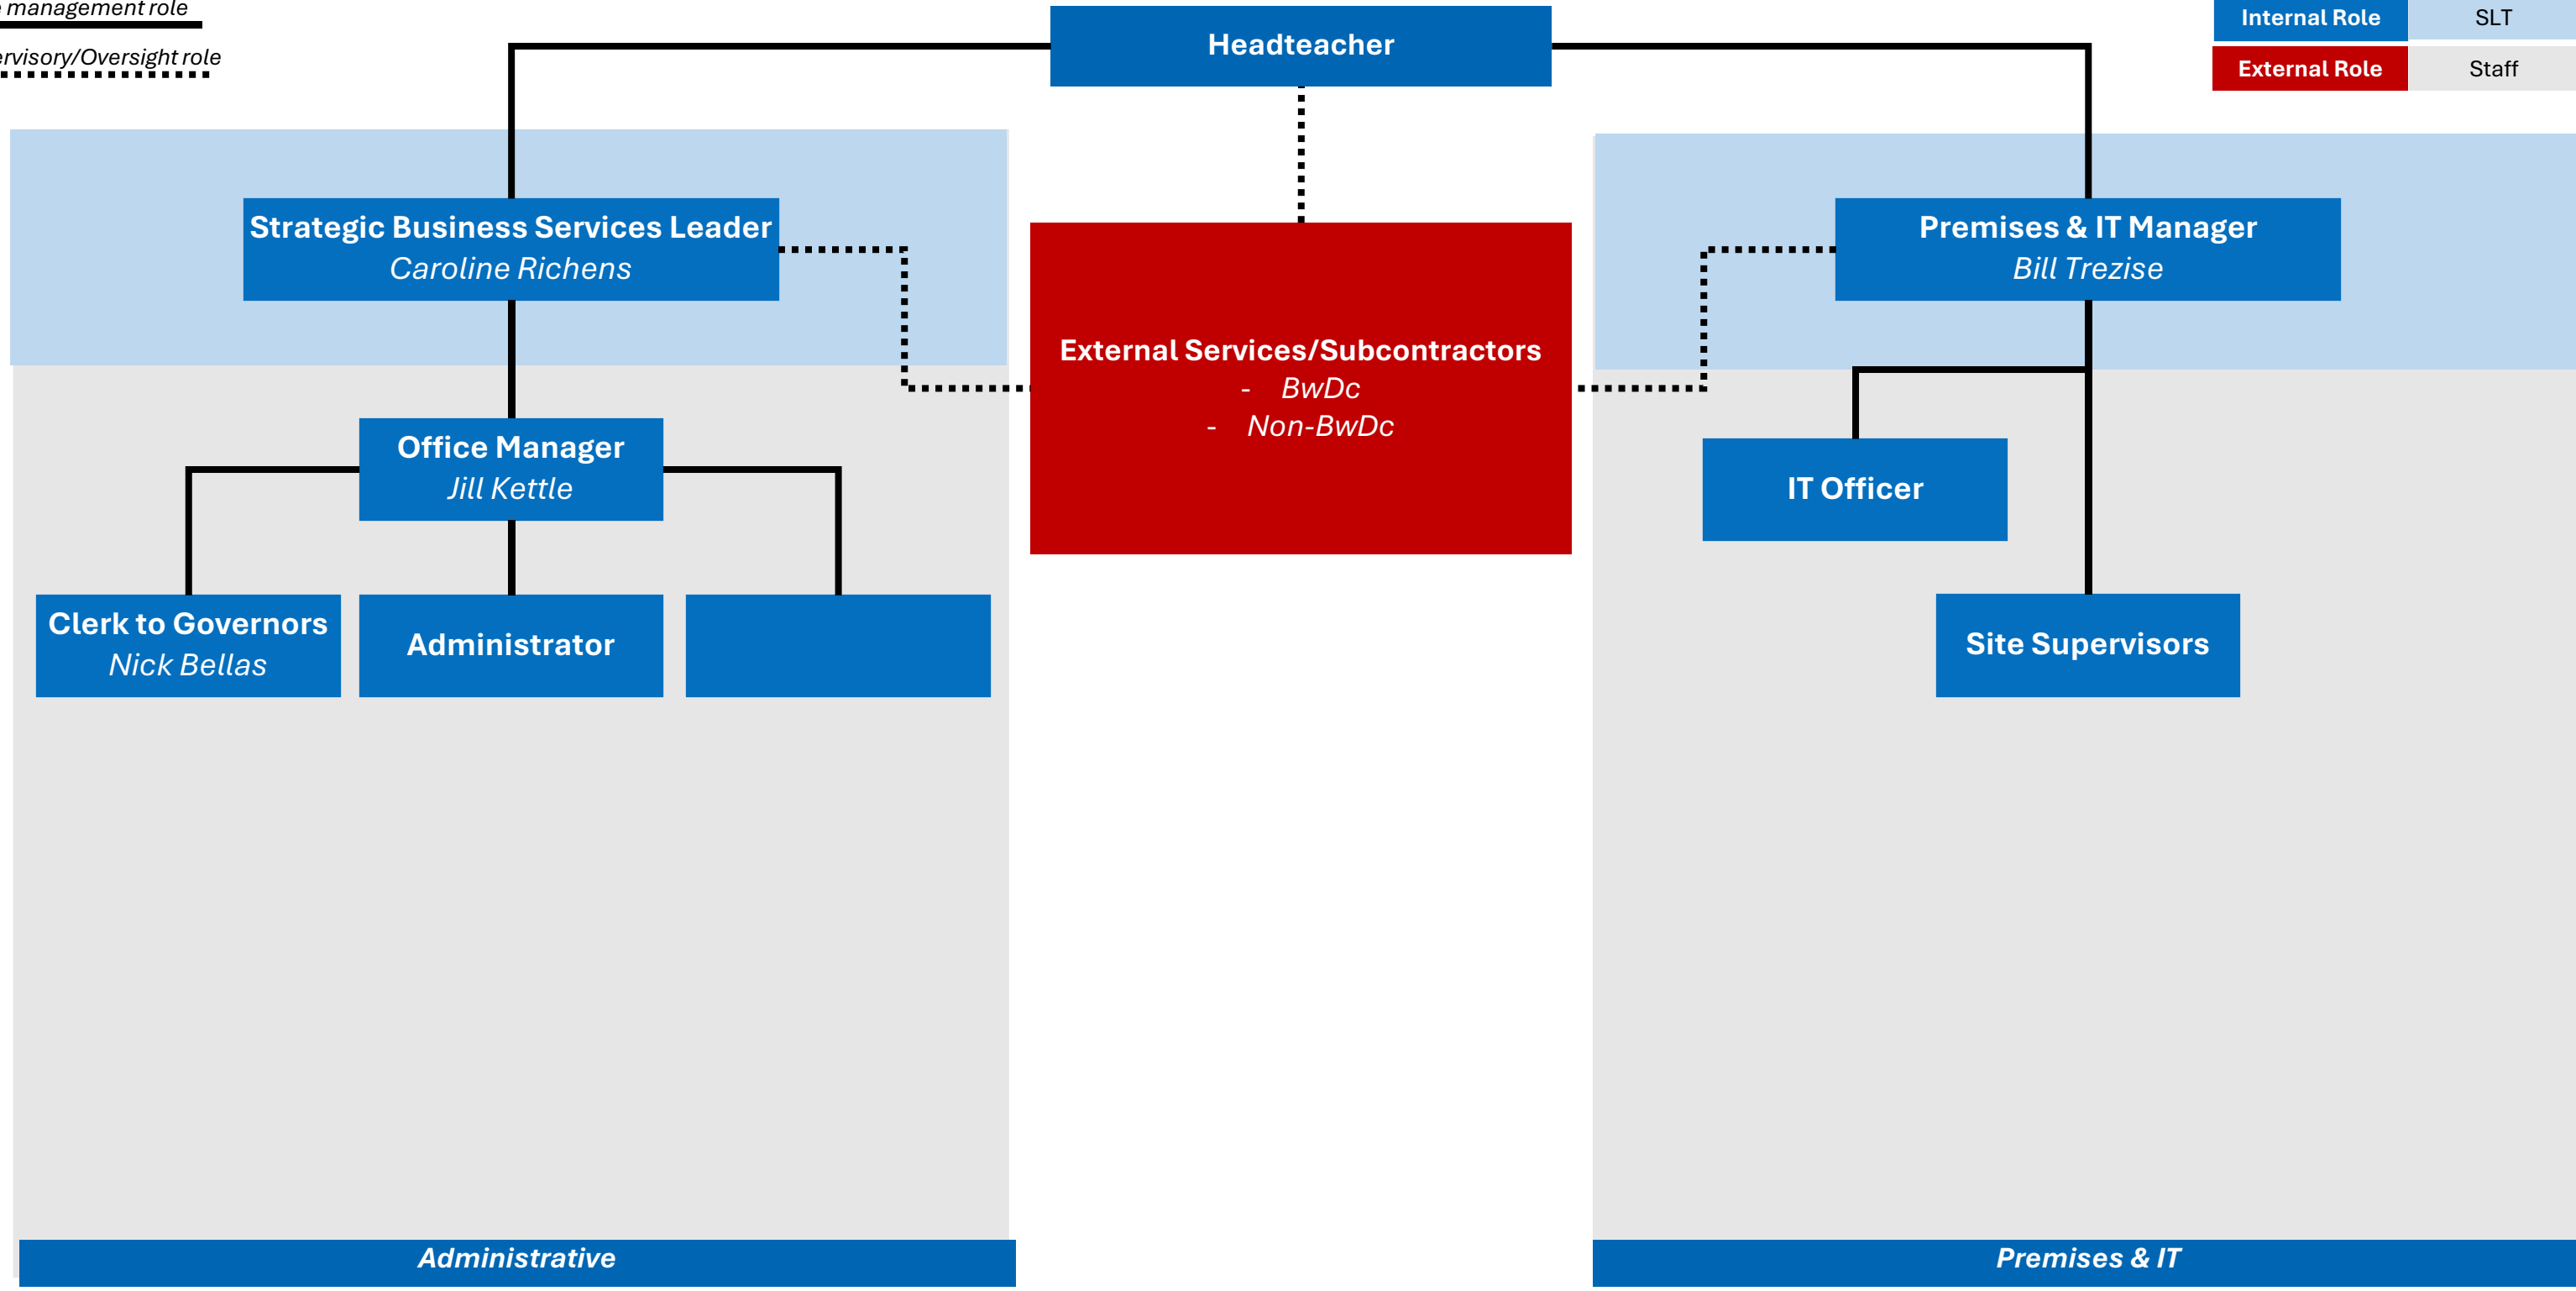 management role
Internal Role
SLT
Headteacher
ervisory/Oversight role
External Role
Staff
Strategic Business Services Leader
Caroline Richens
Premises & IT Manager
Bill Trezise
External Services/Subcontractors
- BwDc
- Non-BwDc
Office Manager
Jill Kettle
IT Officer
Clerk to Governors
Nick Bellas
Administrator
Site Supervisors
Administrative
Premises & IT